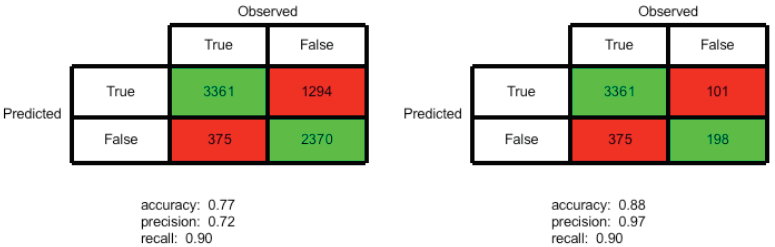 Observed
True False
Predicted
True 3361 1294
False 375 2370
accuracy: 0.77
precision: 0.72
recall: 0.90
Observed
True False
Predicted
True 3361 101
False 375 198
accuracy: 0.88
precision: 0.97
recall: 0.90